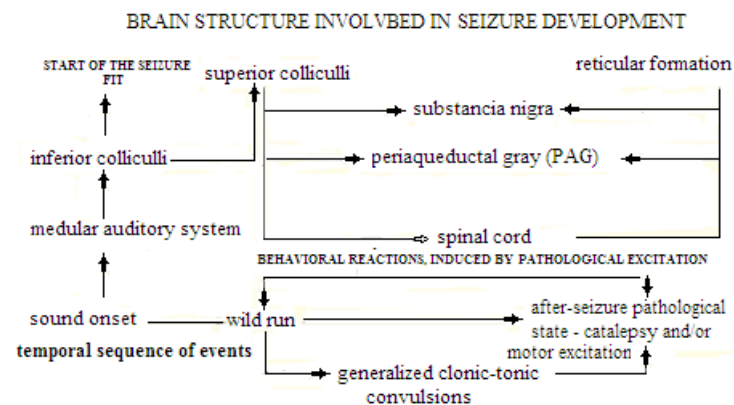 BRAIN STRUCTURE INVOLVBED IN SEIZURE DEVELOPMENT
START OF THE SEIZURE
FIT
superior colliculli
reticular formation
substancia nigra
inferior colliculli
periaqueductal gray (PAG)
medular auditory system
spinal cord
BEHAVIORAL REACTIONS, INDUCED BY PATHOLOGICAL EXCITATION
sound onset
wild run
after-seizure pathological
state - catalepsy and/or
motor excitation
temporal sequence of events
generalized clonic-tonic
convulsions